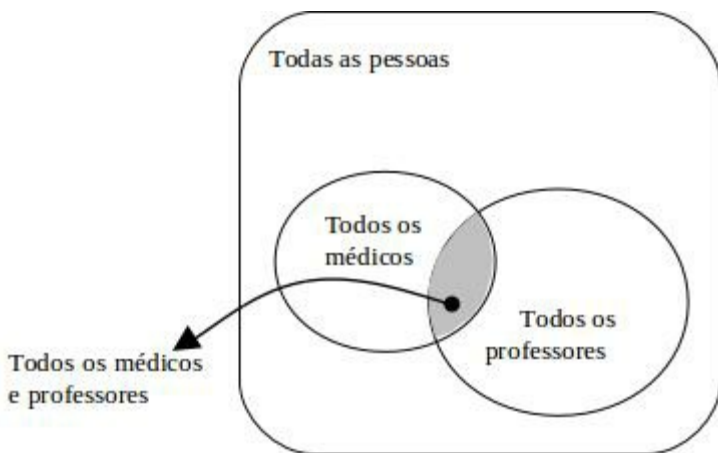 Todas as pessoas
Todos os
médicos
Todos os
professores
Todos os médicos
e professores